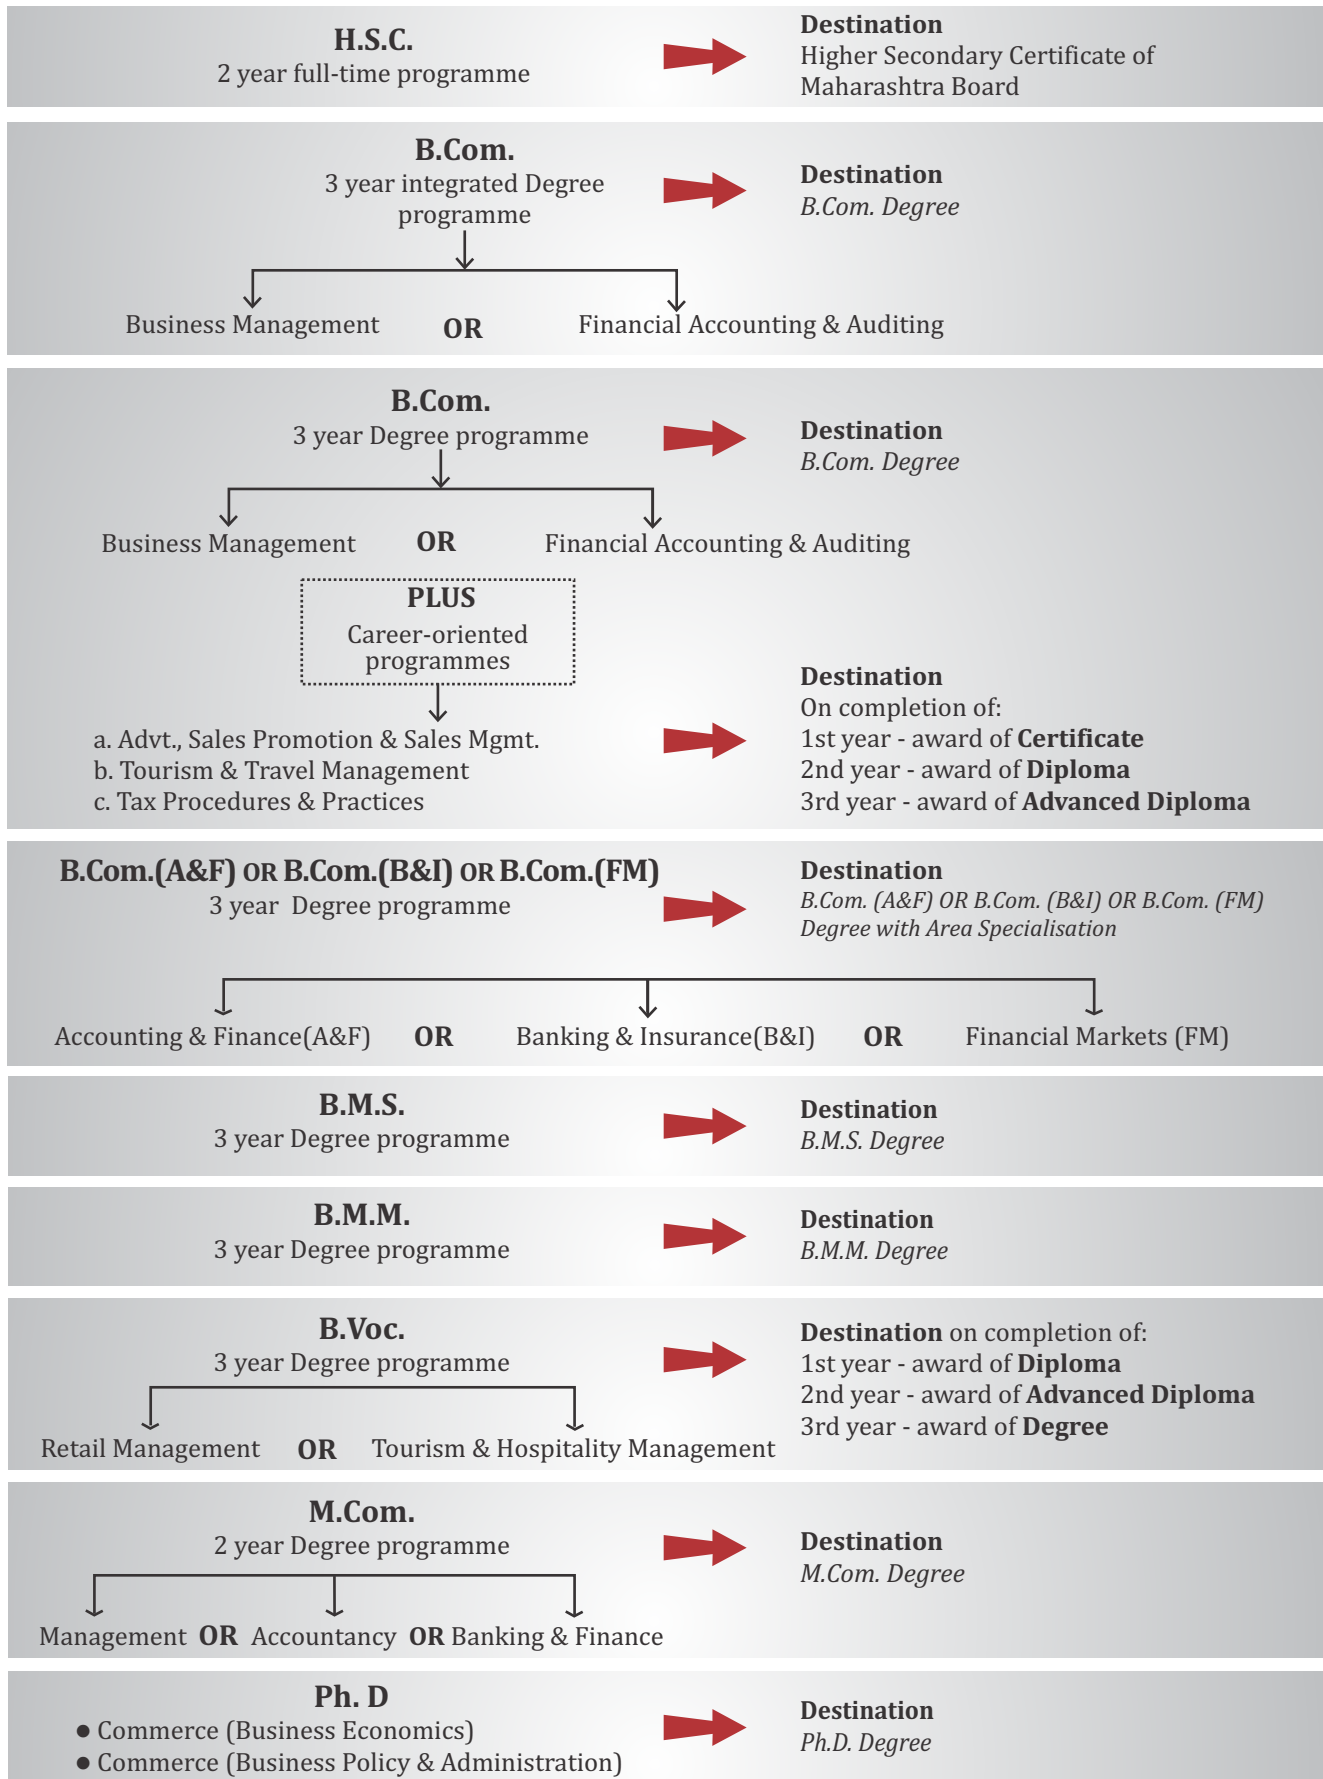 H.S.C.
2 year full-time programme
Destination
Higher Secondary Certificate of
Maharashtra Board
B.Com.
3 year integrated Degree
programme
Destination
B.Com. Degree
Business Management OR Financial Accounting & Auditing
B.Com.
3 year Degree programme
Destination
B.Com. Degree
Business Management OR Financial Accounting & Auditing
PLUS
Career-oriented
programmes
a. Advt., Sales Promotion & Sales Mgmt.
b. Tourism & Travel Management
c. Tax Procedures & Practices
Destination
On completion of:
1st year - award of Certificate
2nd year - award of Diploma
3rd year - award of Advanced Diploma
B.Com.(A&F) OR B.Com.(B&I) OR B.Com.(FM)
3 year Degree programme
Destination
B.Com. (A&F) OR B.Com. (B&I) OR B.Com. (FM)
Degree with Area Specialisation
Accounting & Finance(A&F) OR Banking & Insurance(B&I) OR Financial Markets (FM)
B.M.S.
3 year Degree programme
Destination
B.M.S. Degree
B.M.M.
3 year Degree programme
Destination
B.M.M. Degree
B.Voc.
3 year Degree programme
Retail Management OR Tourism & Hospitality Management
Destination on completion of:
1st year - award of Diploma
2nd year - award of Advanced Diploma
3rd year - award of Degree
M.Com.
2 year Degree programme
Destination
M.Com. Degree
Management OR Accountancy OR Banking & Finance
Ph. D
● Commerce (Business Economics)
● Commerce (Business Policy & Administration)
Destination
Ph.D. Degree